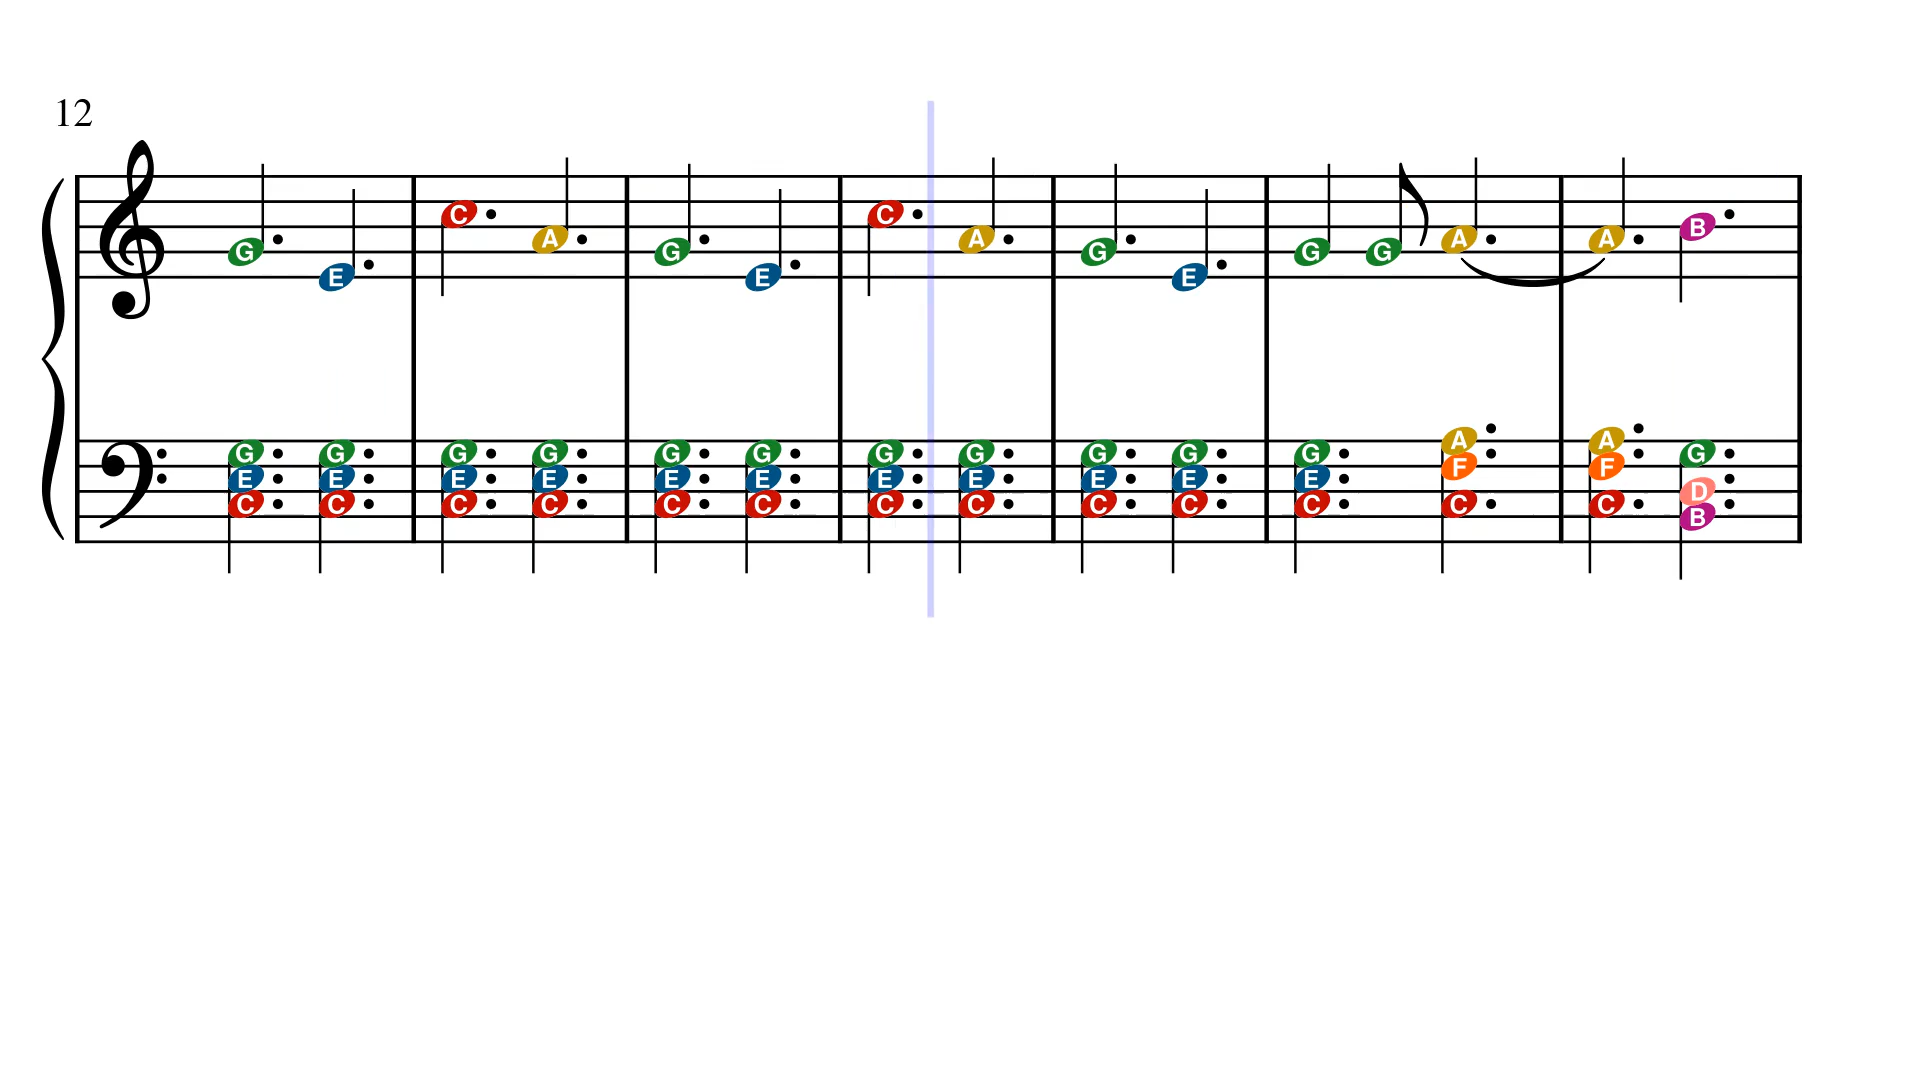 12
G E C A G E C A G E G G A A B
G G G G G G G G G G G A A G
E E E E E E E E E E E F F D
C C C C C C C C C C C C C B